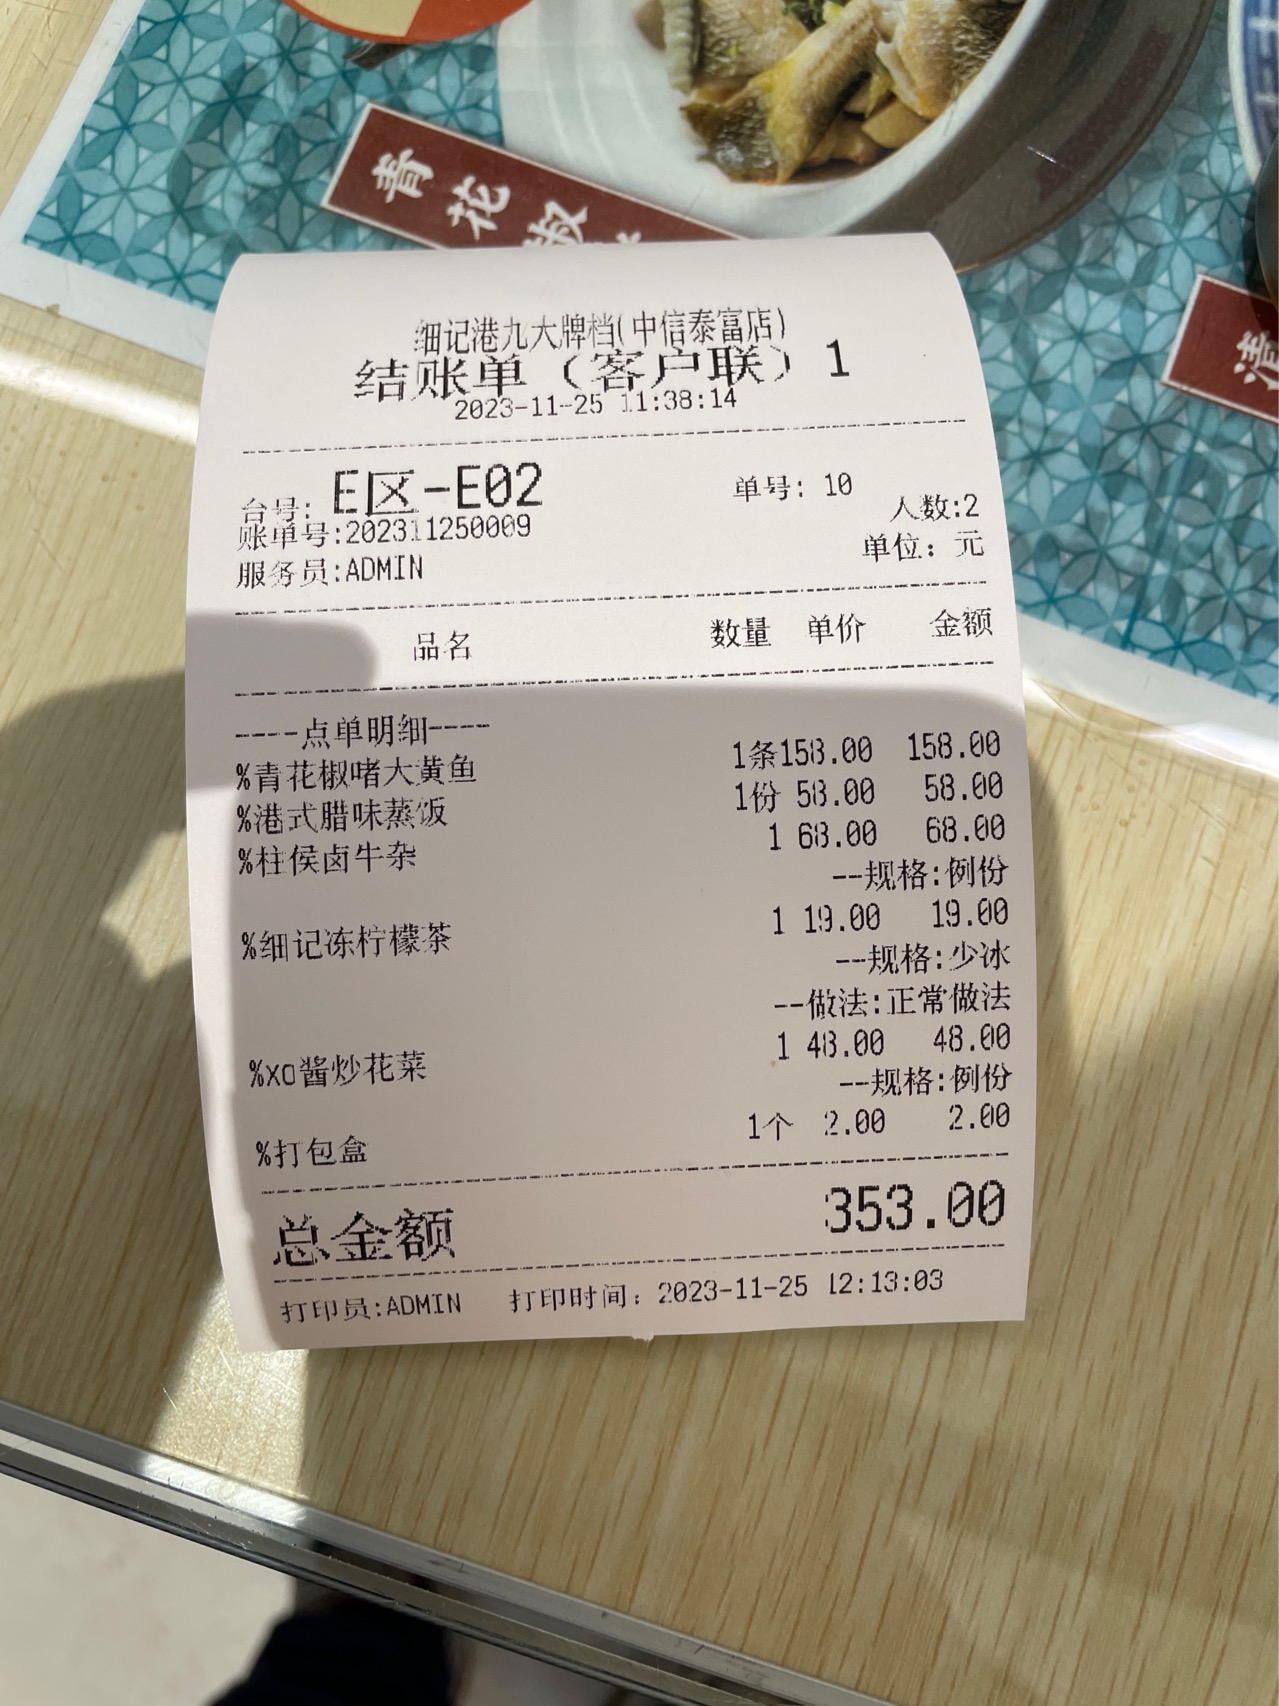 青花椒
清
细记港九大牌档(中信泰富店)
结账单（客户联）1
2023-11-25 11:38:14
台号: E区-E02 单号: 10
账单号:202311250009 人数:2
服务员:ADMIN 单位: 元
品名 数量 单价 金额
----点单明细----
%青花椒啫大黄鱼 1条158.00 158.00
%港式腊味蒸饭 1份 58.00 58.00
%柱侯卤牛杂 1 68.00 68.00
--规格:例份
%细记冻柠檬茶 1 19.00 19.00
--规格:少冰
--做法:正常做法
%xo酱炒花菜 1 48.00 48.00
--规格:例份
%打包盒 1个 2.00 2.00
总金额 353.00
打印员:ADMIN 打印时间: 2023-11-25 12:13:03